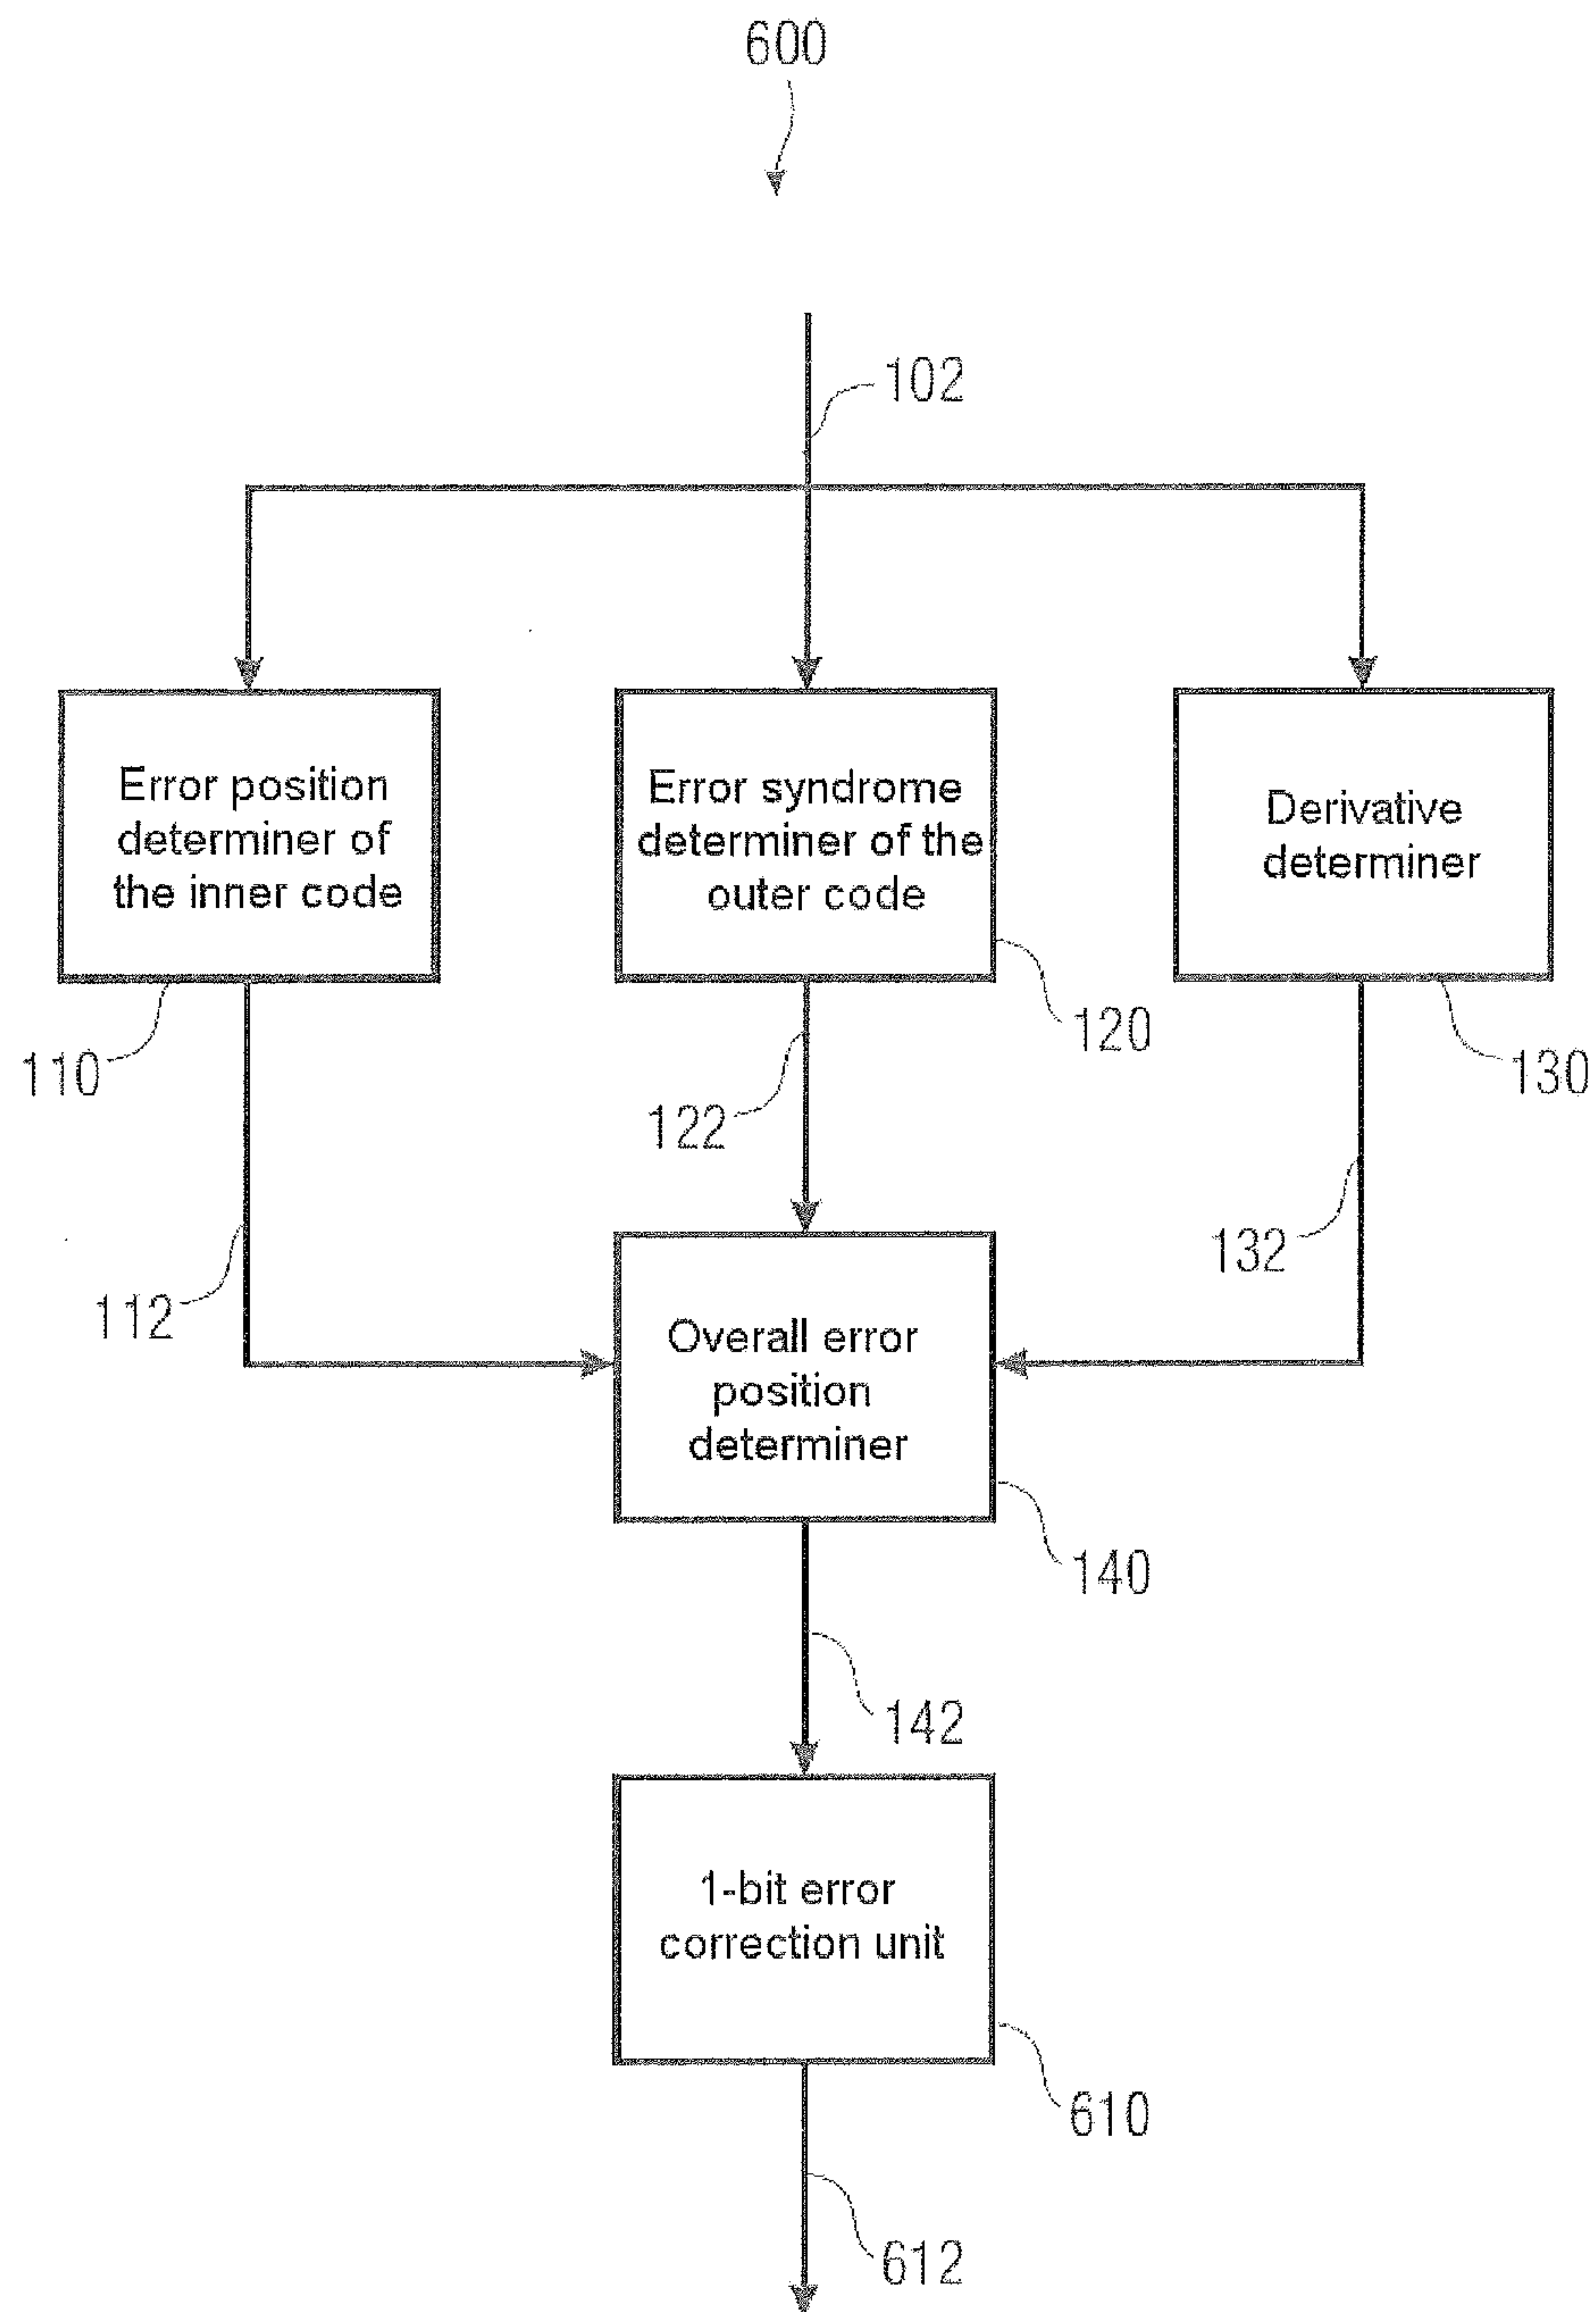 600
102
Error position
determiner of
the inner code
Error syndrome
determiner of the
outer code
Derivative
determiner
110
120
130
122
112
132
Overall error
position
determiner
140
142
1-bit error
correction unit
610
612